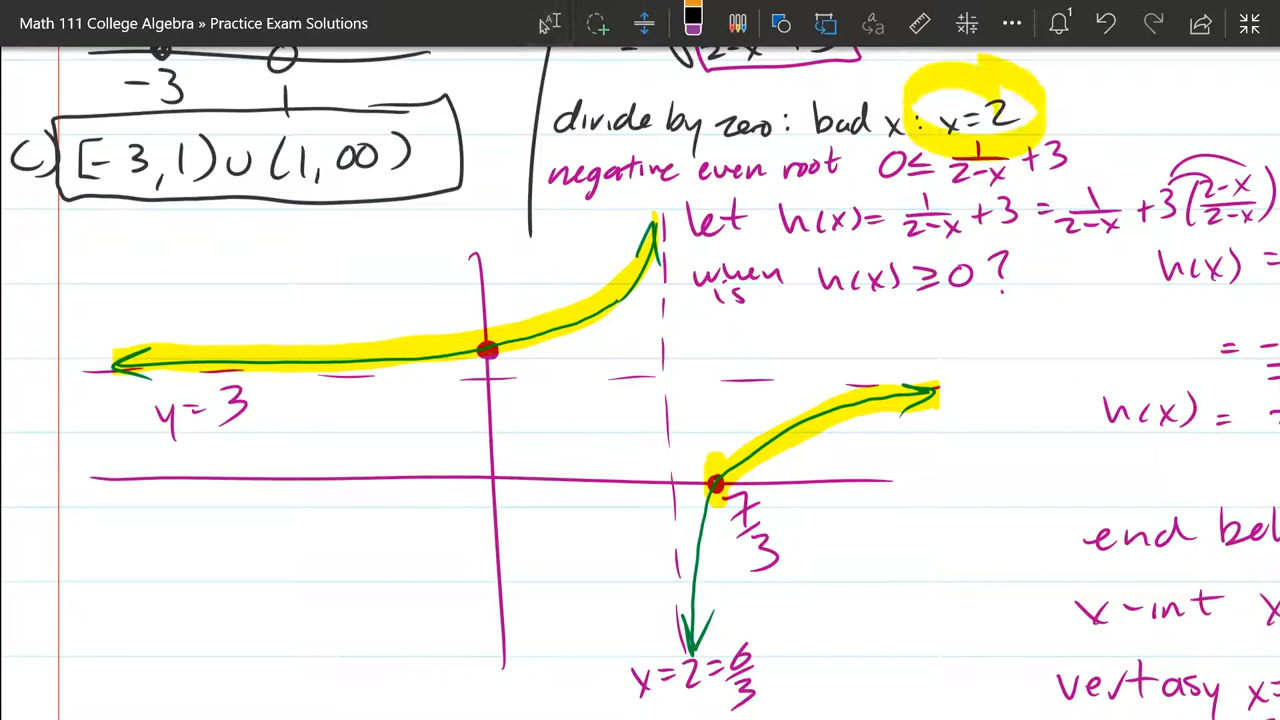 Math 111 College Algebra » Practice Exam Solutions
-3 1
c) [-3, 1) ∪ (1, ∞)
divide by zero: bad x: x=2
negative even root 0 ≤ 1/(2-x) + 3
let h(x) = 1/(2-x) + 3 = 1/(2-x) + 3((2-x)/(2-x))
when is h(x) ≥ 0?
h(x) =
y = 3
h(x) =
7/3
end
x-int x
x = 2 = 6/3
vert asy x=